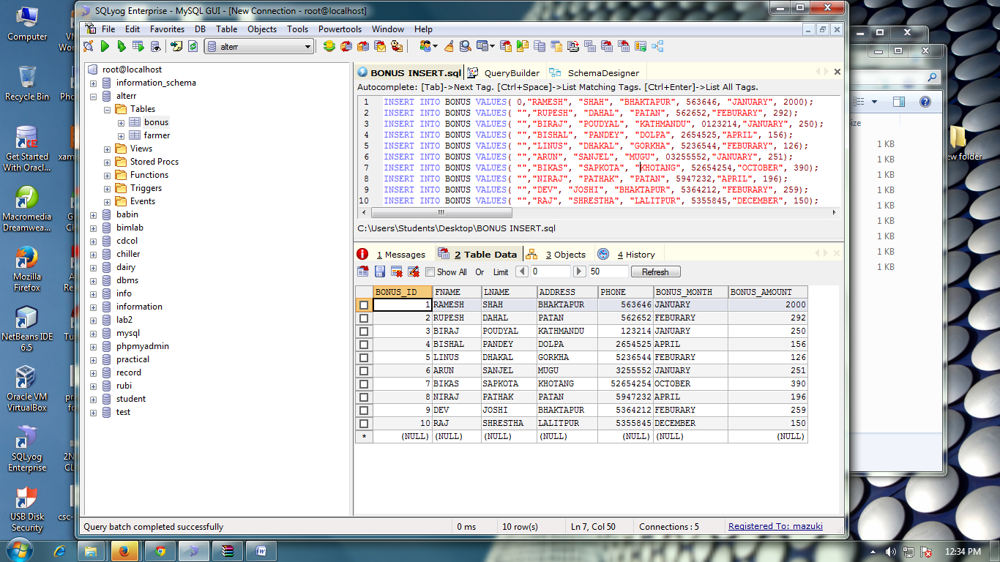 SQLyog Enterprise - MySQL GUI - [New Connection - root@localhost]
File Edit Favorites DB Table Objects Tools Powertools Window Help
alterr
root@localhost
information_schema
alterr
Tables
bonus
farmer
Views
Stored Procs
Functions
Triggers
Events
babin
bimlab
cdcol
chiller
dairy
dbms
info
information
lab2
mysql
phpmyadmin
practical
record
rubi
student
test
BONUS INSERT.sql QueryBuilder SchemaDesigner
Autocomplete: [Tab]->Next Tag. [Ctrl+Space]->List Matching Tags. [Ctrl+Enter]->List All Tags.
1 INSERT INTO BONUS VALUES( 0,"RAMESH", "SHAH", "BHAKTAPUR", 563646, "JANUARY", 2000);
2 INSERT INTO BONUS VALUES( "","RUPESH", "DAHAL", "PATAN", 562652,"FEBURARY", 292);
3 INSERT INTO BONUS VALUES( "","BIRAJ", "POUDYAL", "KATHMANDU", 0123214,"JANUARY", 250);
4 INSERT INTO BONUS VALUES( "","BISHAL", "PANDEY", "DOLPA", 2654525,"APRIL", 156);
5 INSERT INTO BONUS VALUES( "","LINUS", "DHAKAL", "GORKHA", 5236544,"FEBURARY", 126);
6 INSERT INTO BONUS VALUES( "","ARUN", "SANJEL", "MUGU", 03255552,"JANUARY", 251);
7 INSERT INTO BONUS VALUES( "","BIKAS", "SAPKOTA", "KHOTANG", 52654254,"OCTOBER", 390);
8 INSERT INTO BONUS VALUES( "","NIRAJ", "PATHAK", "PATAN", 5947232,"APRIL", 196);
9 INSERT INTO BONUS VALUES( "","DEV", "JOSHI", "BHAKTAPUR", 5364212,"FEBURARY", 259);
10 INSERT INTO BONUS VALUES( "","RAJ", "SHRESTHA", "LALITPUR", 5355845,"DECEMBER", 150);
C:\Users\Students\Desktop\BONUS INSERT.sql
1 Messages 2 Table Data 3 Objects 4 History
Show All Or Limit 0 50 Refresh
BONUS_ID FNAME LNAME ADDRESS PHONE BONUS_MONTH BONUS_AMOUNT
1 RAMESH SHAH BHAKTAPUR 563646 JANUARY 2000
2 RUPESH DAHAL PATAN 562652 FEBURARY 292
3 BIRAJ POUDYAL KATHMANDU 123214 JANUARY 250
4 BISHAL PANDEY DOLPA 2654525 APRIL 156
5 LINUS DHAKAL GORKHA 5236544 FEBURARY 126
6 ARUN SANJEL MUGU 3255552 JANUARY 251
7 BIKAS SAPKOTA KHOTANG 52654254 OCTOBER 390
8 NIRAJ PATHAK PATAN 5947232 APRIL 196
9 DEV JOSHI BHAKTAPUR 5364212 FEBURARY 259
10 RAJ SHRESTHA LALITPUR 5355845 DECEMBER 150
* (NULL) (NULL) (NULL) (NULL) (NULL) (NULL) (NULL)
Query batch completed successfully 0 ms 10 row(s) Ln 7, Col 50 Connections : 5 Registered To: mazuki
Computer
Recycle Bin
Get Started
With Oracl...
Macromedia
Dreamwea...
Mozilla
Firefox
NetBeans IDE
6.5
Oracle VM
VirtualBox
SQLyog
Enterprise
USB Disk
Security
csc-
xam
2N
CL
1 KB
1 KB
1 KB
1 KB
1 KB
1 KB
1 KB
1 KB
1 KB
ew folder
12:34 PM